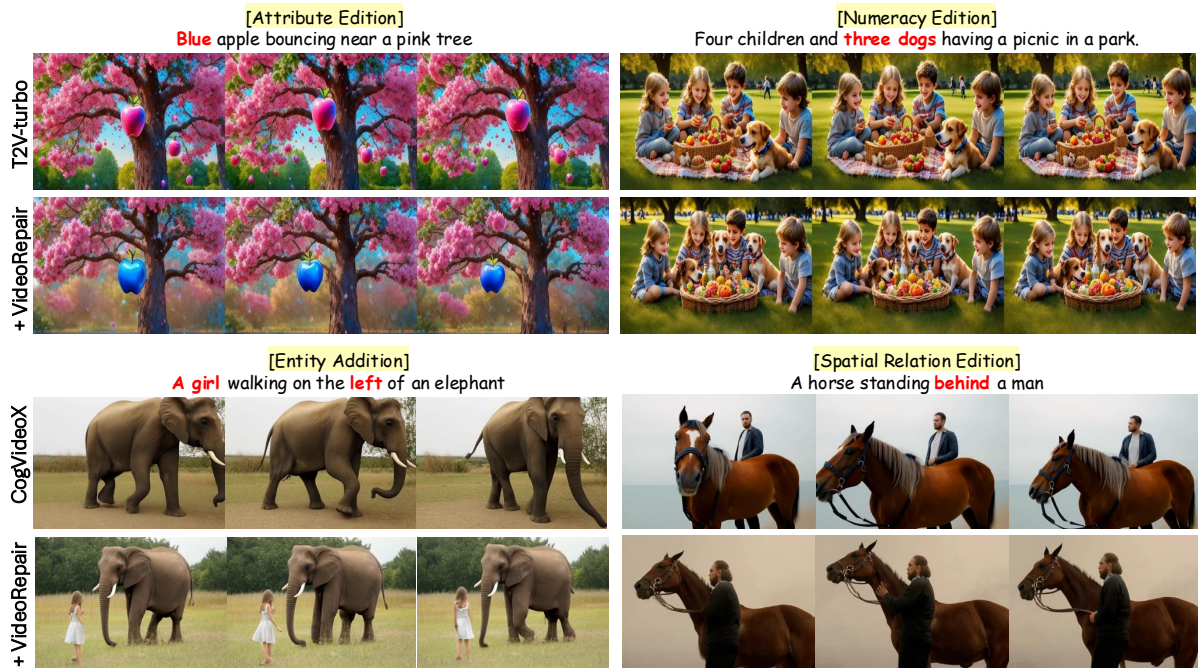 [Attribute Edition]
Blue apple bouncing near a pink tree
[Numeracy Edition]
Four children and three dogs having a picnic in a park.
T2V-turbo
+ VideoRepair
[Entity Addition]
A girl walking on the left of an elephant
[Spatial Relation Edition]
A horse standing behind a man
CogVideoX
+ VideoRepair